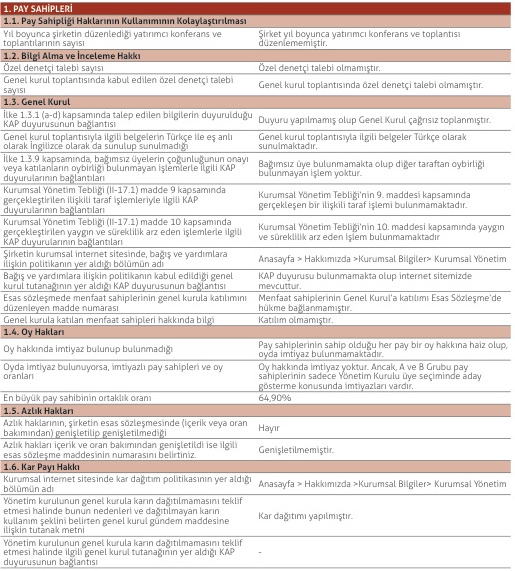 1. PAY SAHİPLERİ
1.1. Pay Sahipliği Haklarının Kullanımının Kolaylaştırılması
Yıl boyunca şirketin düzenlediği yatırımcı konferans ve
toplantılarının sayısı
Şirket yıl boyunca yatırımcı konferans ve toplantısı
düzenlememiştir.
1.2. Bilgi Alma ve İnceleme Hakkı
Özel denetçi talebi sayısı
Özel denetçi talebi olmamıştır.
Genel kurul toplantısında kabul edilen özel denetçi talebi
sayısı
Genel kurul toplantısında özel denetçi talebi olmamıştır.
1.3. Genel Kurul
İlke 1.3.1 (a-d) kapsamında talep edilen bilgilerin duyurulduğu
KAP duyurusunun bağlantısı
Duyuru yapılmamış olup Genel Kurul çağrısız toplanmıştır.
Genel kurul toplantısıyla ilgili belgelerin Türkçe ile eş anlı
olarak İngilizce olarak da sunulup sunulmadığı
Genel kurul toplantısıyla ilgili belgeler Türkçe olarak
sunulmaktadır.
İlke 1.3.9 kapsamında, bağımsız üyelerin çoğunluğunun onayı
veya katılanların oybirliği bulunmayan işlemlerle ilgili KAP
duyurularının bağlantıları
Bağımsız üye bulunmamakta olup diğer taraftan oybirliği
bulunmayan işlem yoktur.
Kurumsal Yönetim Tebliği (II-17.1) madde 9 kapsamında
gerçekleştirilen ilişkili taraf işlemleriyle ilgili KAP
duyurularının bağlantıları
Kurumsal Yönetim Tebliği'nin 9. maddesi kapsamında
gerçekleşen bir ilişkili taraf işlemi bulunmamaktadır.
Kurumsal Yönetim Tebliği (II-17.1) madde 10 kapsamında
gerçekleştirilen yaygın ve süreklilik arz eden işlemlerle ilgili
KAP duyurularının bağlantıları
Kurumsal Yönetim Tebliği'nin 10. maddesi kapsamında yaygın
ve süreklilik arz eden işlem bulunmamaktadır
Şirketin kurumsal internet sitesinde, bağış ve yardımlara
ilişkin politikanın yer aldığı bölümün adı
Anasayfa > Hakkımızda >Kurumsal Bilgiler> Kurumsal Yönetim
Bağış ve yardımlara ilişkin politikanın kabul edildiği genel
kurul tutanağının yer aldığı KAP duyurusunun bağlantısı
KAP duyurusu bulunmamakta olup internet sitemizde
mevcuttur.
Esas sözleşmede menfaat sahiplerinin genel kurula katılımını
düzenleyen madde numarası
Menfaat sahiplerinin Genel Kurul'a katılımı Esas Sözleşme'de
hükme bağlanmamıştır.
Genel kurula katılan menfaat sahipleri hakkında bilgi
Katılım olmamıştır.
1.4. Oy Hakları
Oy hakkında imtiyaz bulunup bulunmadığı
Pay sahiplerinin sahip olduğu her pay bir oy hakkına haiz olup,
oyda imtiyaz bulunmamaktadır.
Oyda imtiyaz bulunuyorsa, imtiyazlı pay sahipleri ve oy
oranları
Oy hakkında imtiyaz yoktur. Ancak, A ve B Grubu pay
sahiplerinin sadece Yönetim Kurulu üye seçiminde aday
gösterme konusunda imtiyazları vardır.
En büyük pay sahibinin ortaklık oranı
64,90%
1.5. Azlık Hakları
Azlık haklarının, şirketin esas sözleşmesinde (içerik veya oran
bakımından) genişletilip genişletilmediği
Hayır
Azlık hakları içerik ve oran bakımından genişletildi ise ilgili
esas sözleşme maddesinin numarasını belirtiniz.
Genişletilmemiştir.
1.6. Kar Payı Hakkı
Kurumsal internet sitesinde kar dağıtım politikasının yer aldığı
bölümün adı
Anasayfa > Hakkımızda >Kurumsal Bilgiler> Kurumsal Yönetim
Yönetim kurulunun genel kurula karın dağıtılmamasını teklif
etmesi halinde bunun nedenleri ve dağıtılmayan karın
kullanım şeklini belirten genel kurul gündem maddesine
ilişkin tutanak metni
Kar dağıtımı yapılmıştır.
Yönetim kurulunun genel kurula karın dağıtılmamasını teklif
etmesi halinde ilgili genel kurul tutanağının yer aldığı KAP
duyurusunun bağlantısı
-